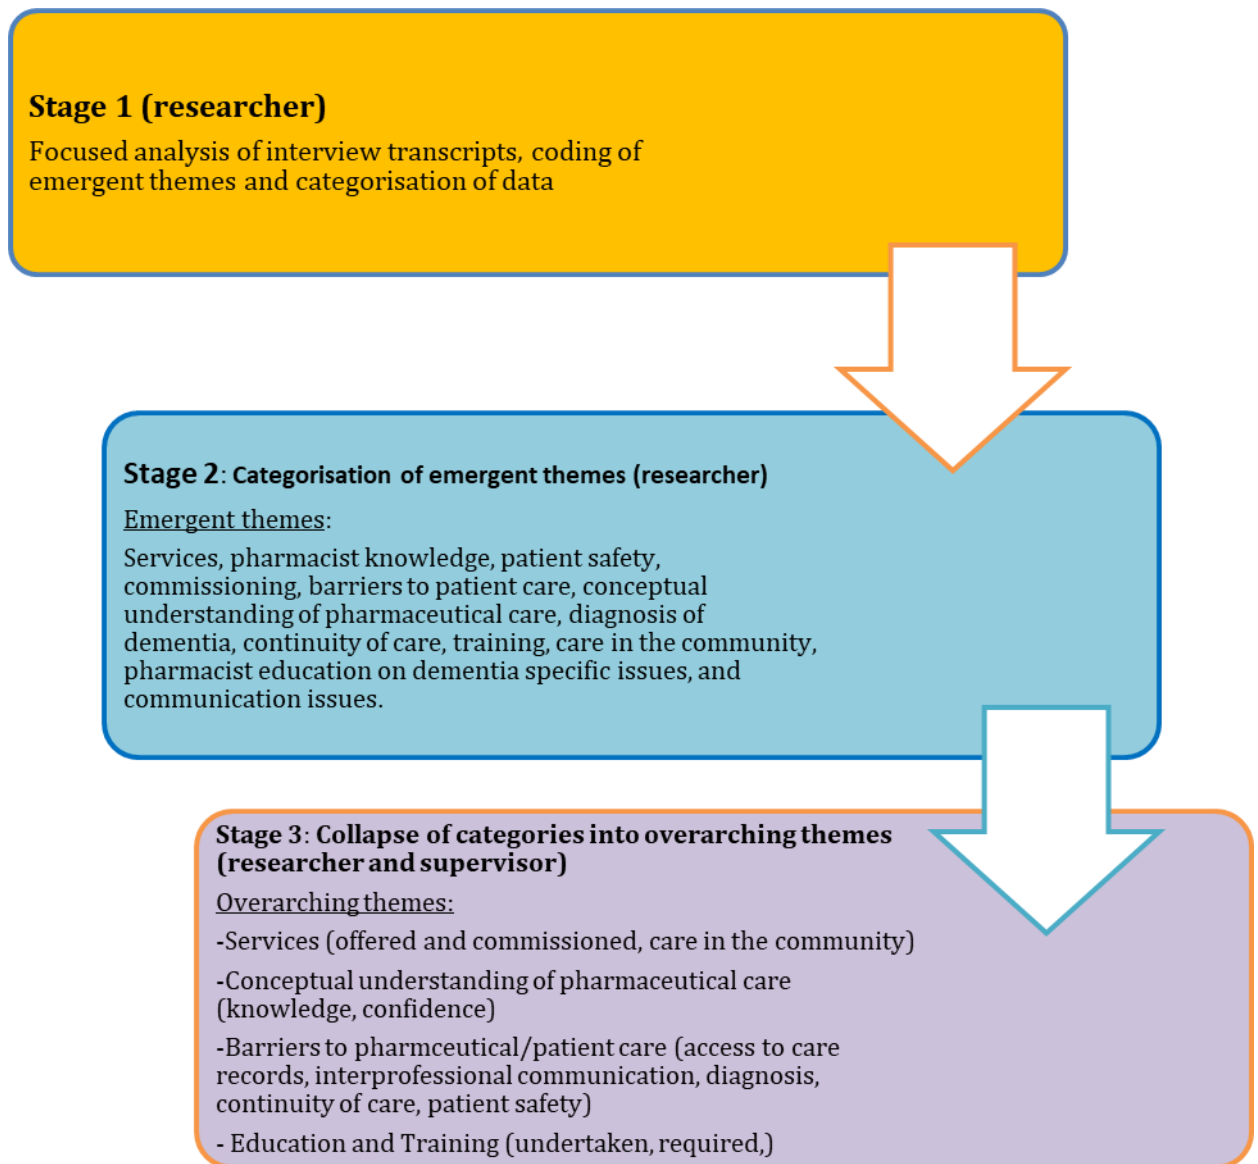 Stage 1 (researcher)
Focused analysis of interview transcripts, coding of
emergent themes and categorisation of data
Stage 2: Categorisation of emergent themes (researcher)
Emergent themes:
Services, pharmacist knowledge, patient safety,
commissioning, barriers to patient care, conceptual
understanding of pharmaceutical care, diagnosis of
dementia, continuity of care, training, care in the community,
pharmacist education on dementia specific issues, and
communication issues.
Stage 3: Collapse of categories into overarching themes
(researcher and supervisor)
Overarching themes:
-Services (offered and commissioned, care in the community)
-Conceptual understanding of pharmaceutical care
(knowledge, confidence)
-Barriers to pharmceutical/patient care (access to care
records, interprofessional communication, diagnosis,
continuity of care, patient safety)
- Education and Training (undertaken, required,)